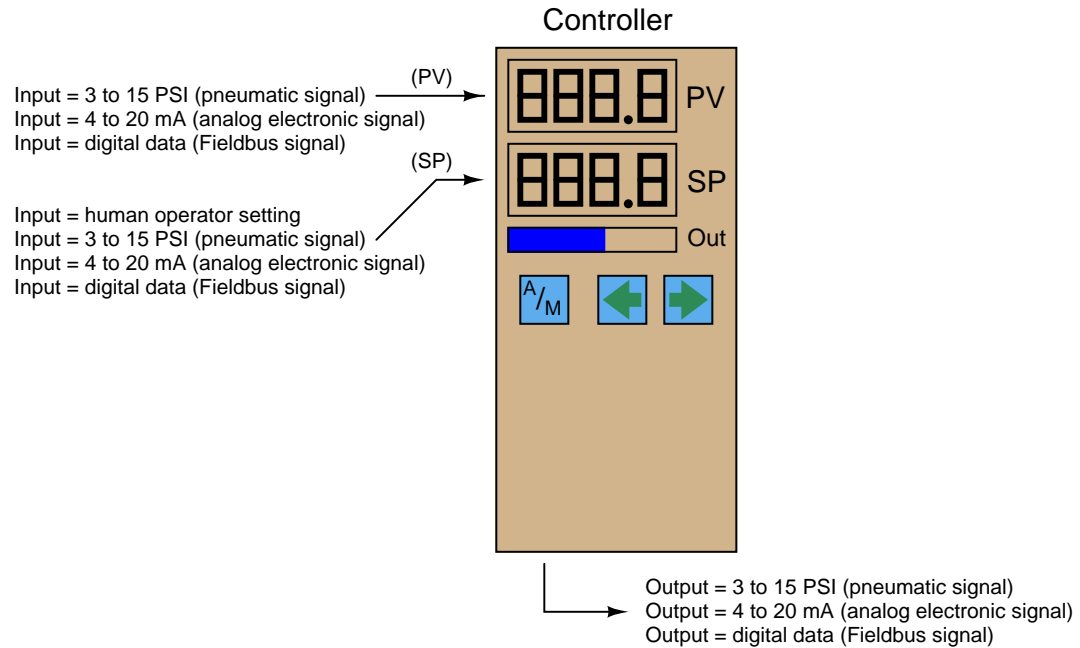 Controller
(PV)
Input = 3 to 15 PSI (pneumatic signal)
Input = 4 to 20 mA (analog electronic signal)
Input = digital data (Fieldbus signal)
888.8 PV
(SP)
Input = human operator setting
Input = 3 to 15 PSI (pneumatic signal)
Input = 4 to 20 mA (analog electronic signal)
Input = digital data (Fieldbus signal)
888.8 SP
Out
A/M
Output = 3 to 15 PSI (pneumatic signal)
Output = 4 to 20 mA (analog electronic signal)
Output = digital data (Fieldbus signal)